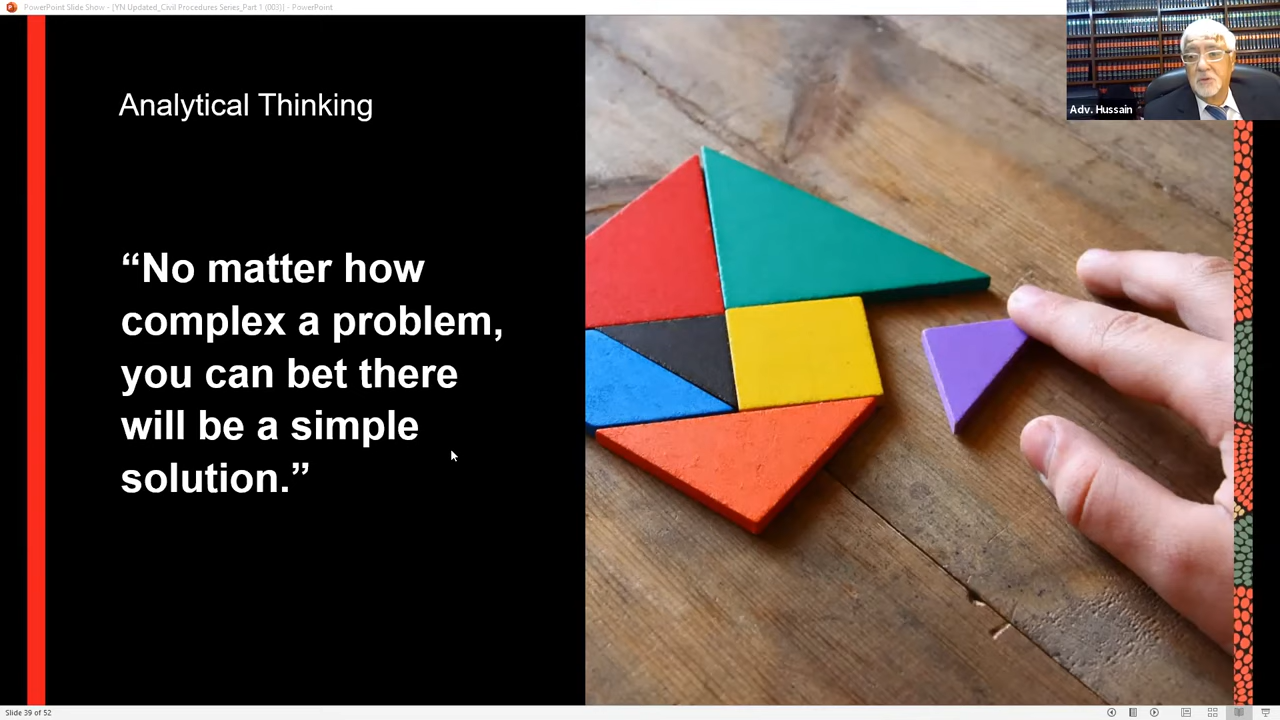 PowerPoint Slide Show - [YN Updated_Civil Procedures Series_Part 1 (003)] - PowerPoint
Adv. Hussain
Analytical Thinking
“No matter how
complex a problem,
you can bet there
will be a simple
solution.”
Slide 39 of 52